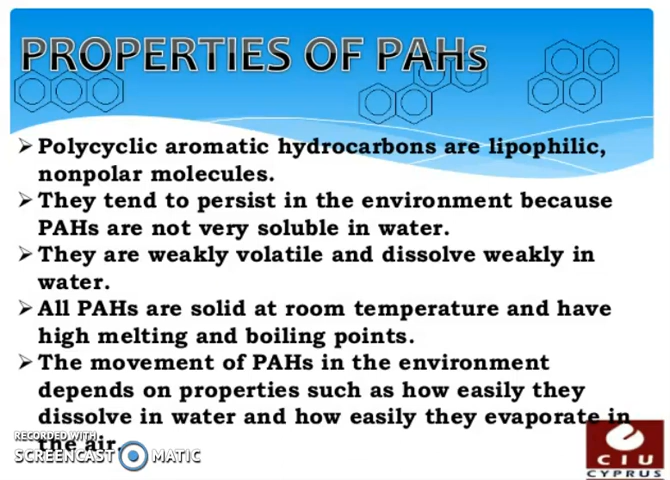 PROPERTIES OF PAHs
➢ Polycyclic aromatic hydrocarbons are lipophilic,
nonpolar molecules.
➢ They tend to persist in the environment because
PAHs are not very soluble in water.
➢ They are weakly volatile and dissolve weakly in
water.
➢ All PAHs are solid at room temperature and have
high melting and boiling points.
➢ The movement of PAHs in the environment
depends on properties such as how easily they
dissolve in water and how easily they evaporate in
the air.
RECORDED WITH
SCREENCAST MATIC
CIU
CYPRUS